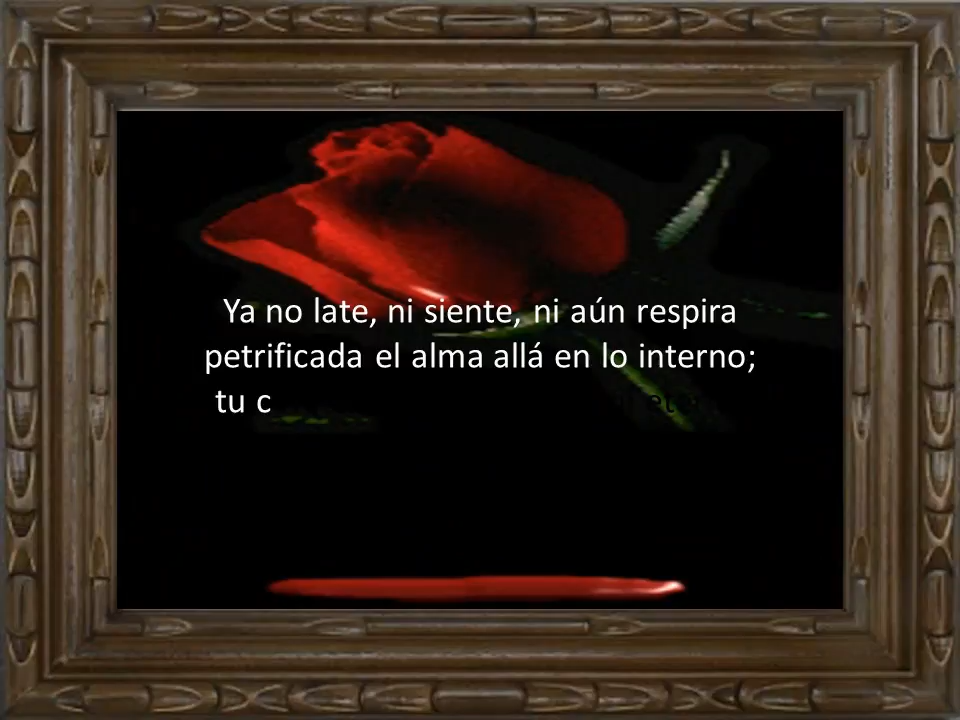 Ya no late, ni siente, ni aún respira
petrificada el alma allá en lo interno;
tu c